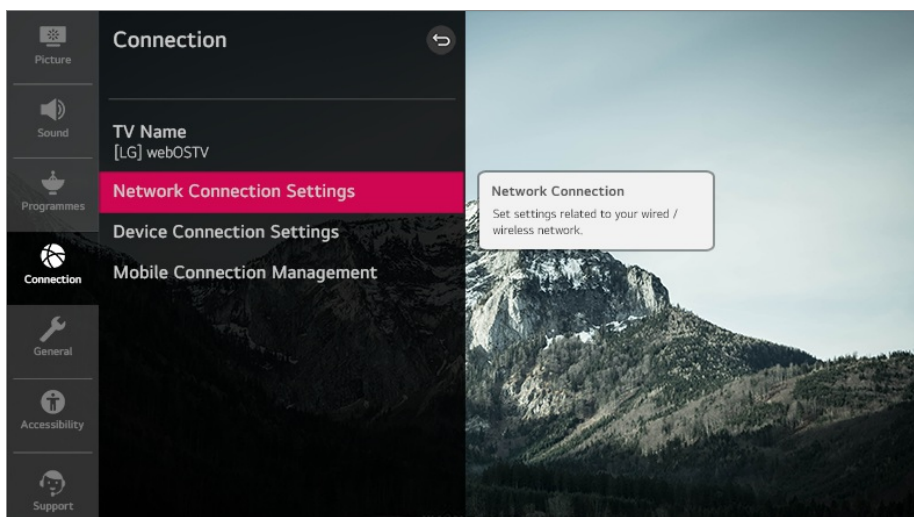 Picture
Sound
Programmes
Connection
General
Accessibility
Support
Connection
TV Name
[LG] webOSTV
Network Connection Settings
Device Connection Settings
Mobile Connection Management
Network Connection
Set settings related to your wired /
wireless network.